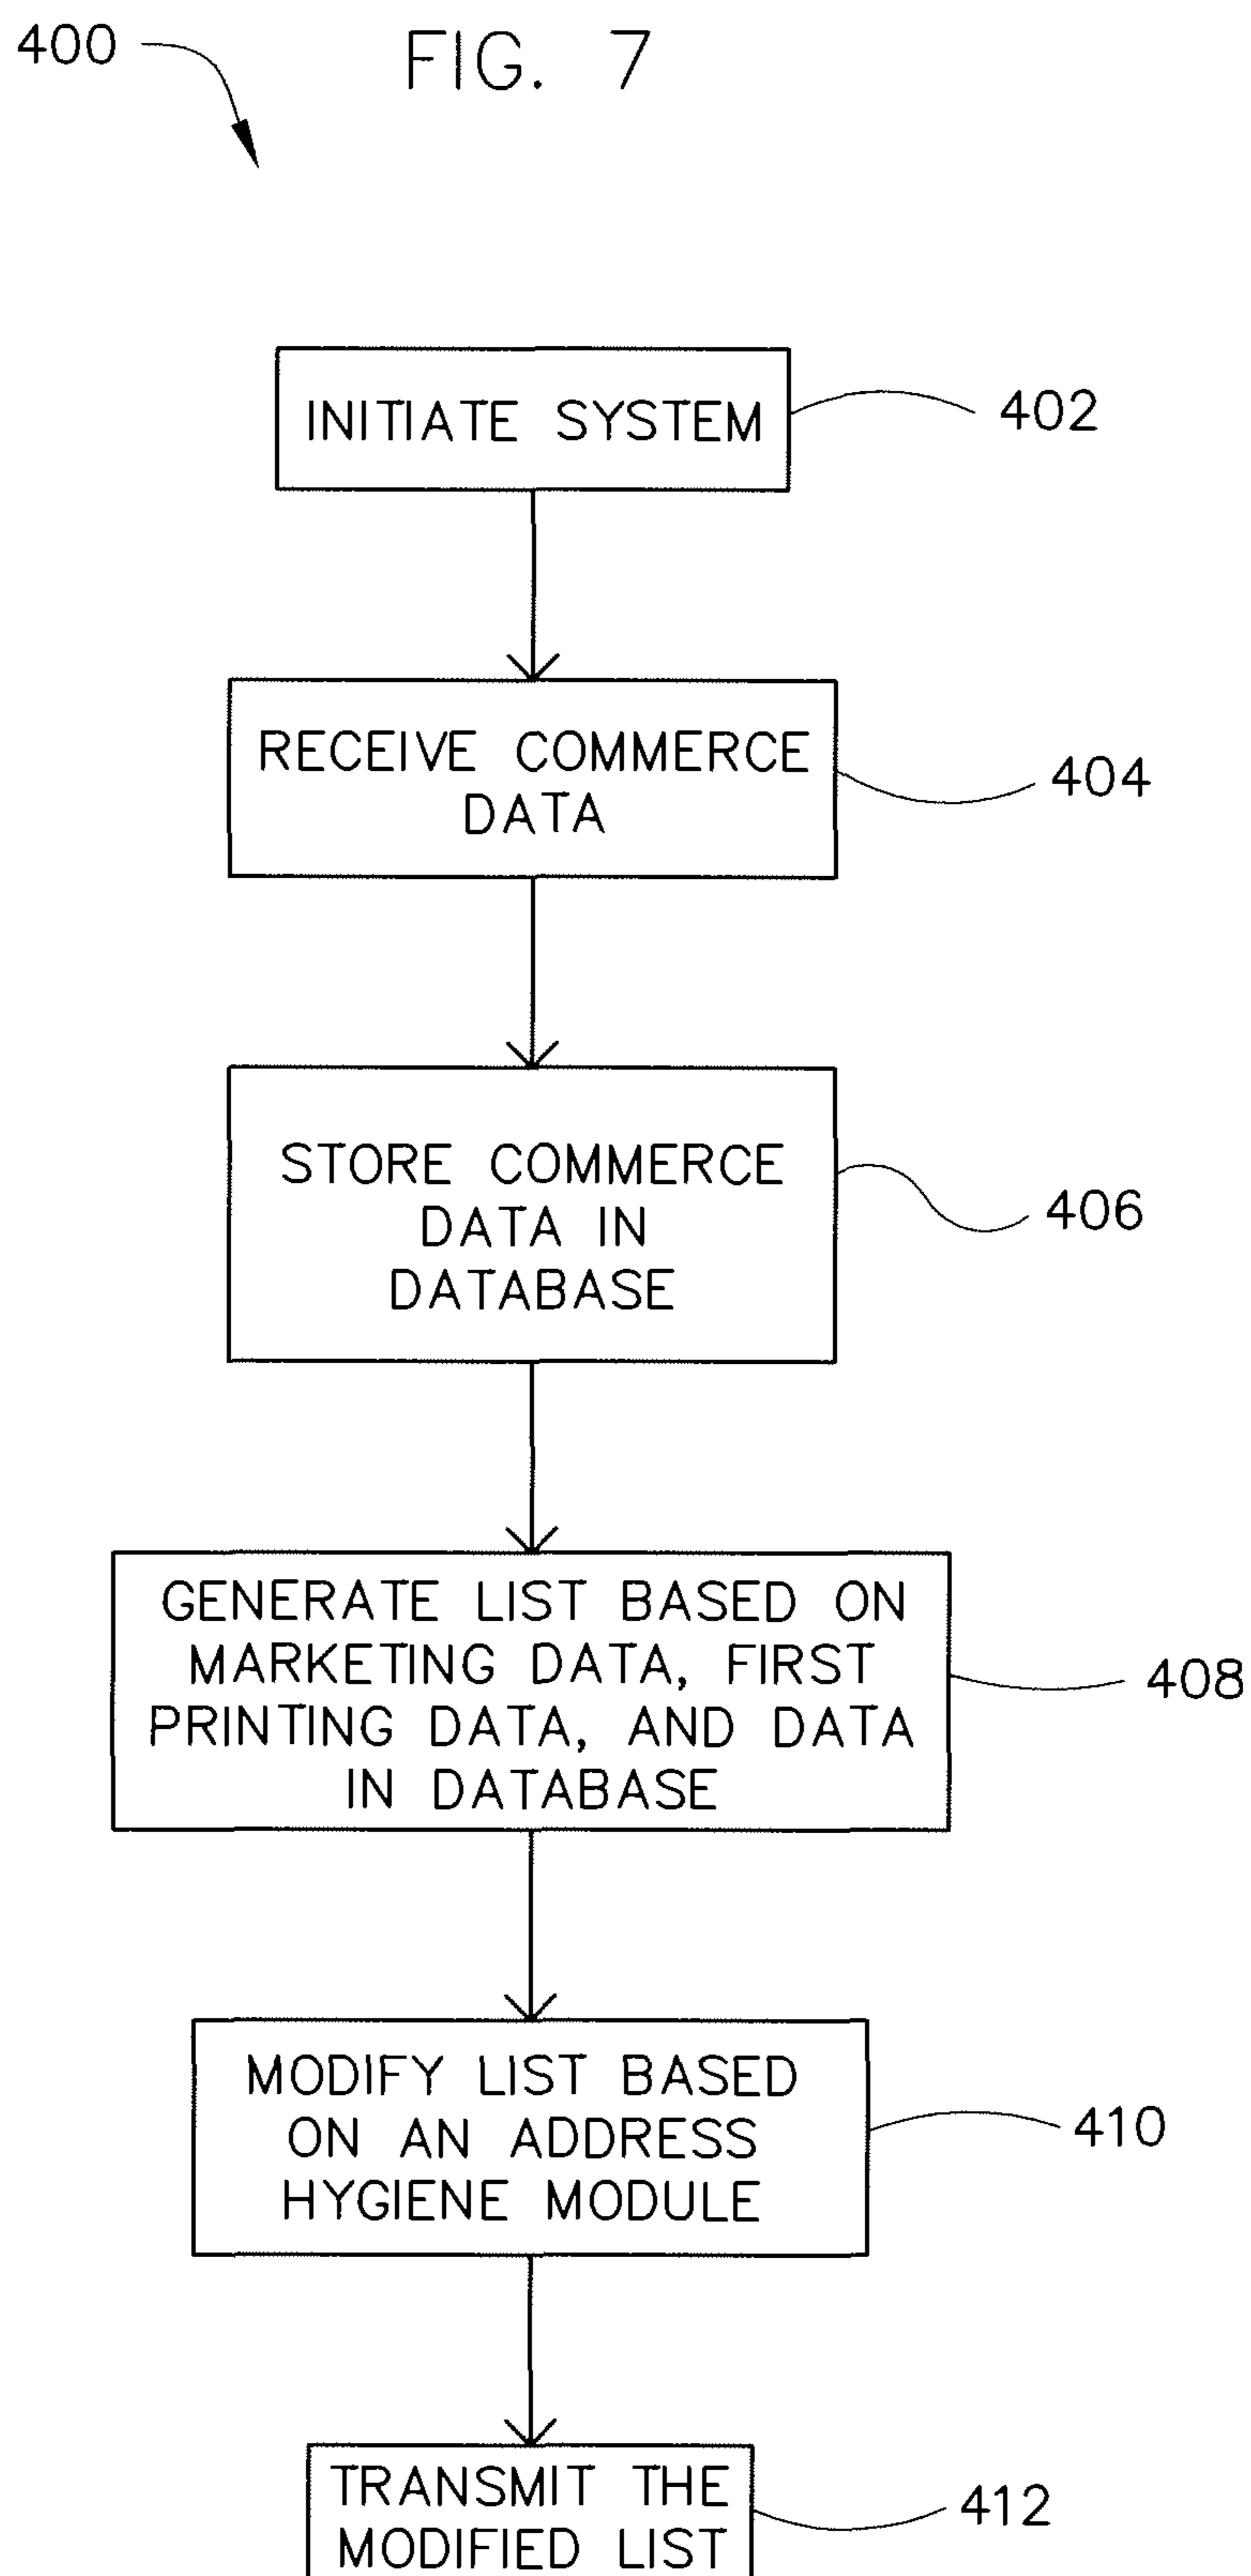 400
FIG. 7
INITIATE SYSTEM
402
RECEIVE COMMERCE
DATA
404
STORE COMMERCE
DATA IN
DATABASE
406
GENERATE LIST BASED ON
MARKETING DATA, FIRST
PRINTING DATA, AND DATA
IN DATABASE
408
MODIFY LIST BASED
ON AN ADDRESS
HYGIENE MODULE
410
TRANSMIT THE
MODIFIED LIST
412